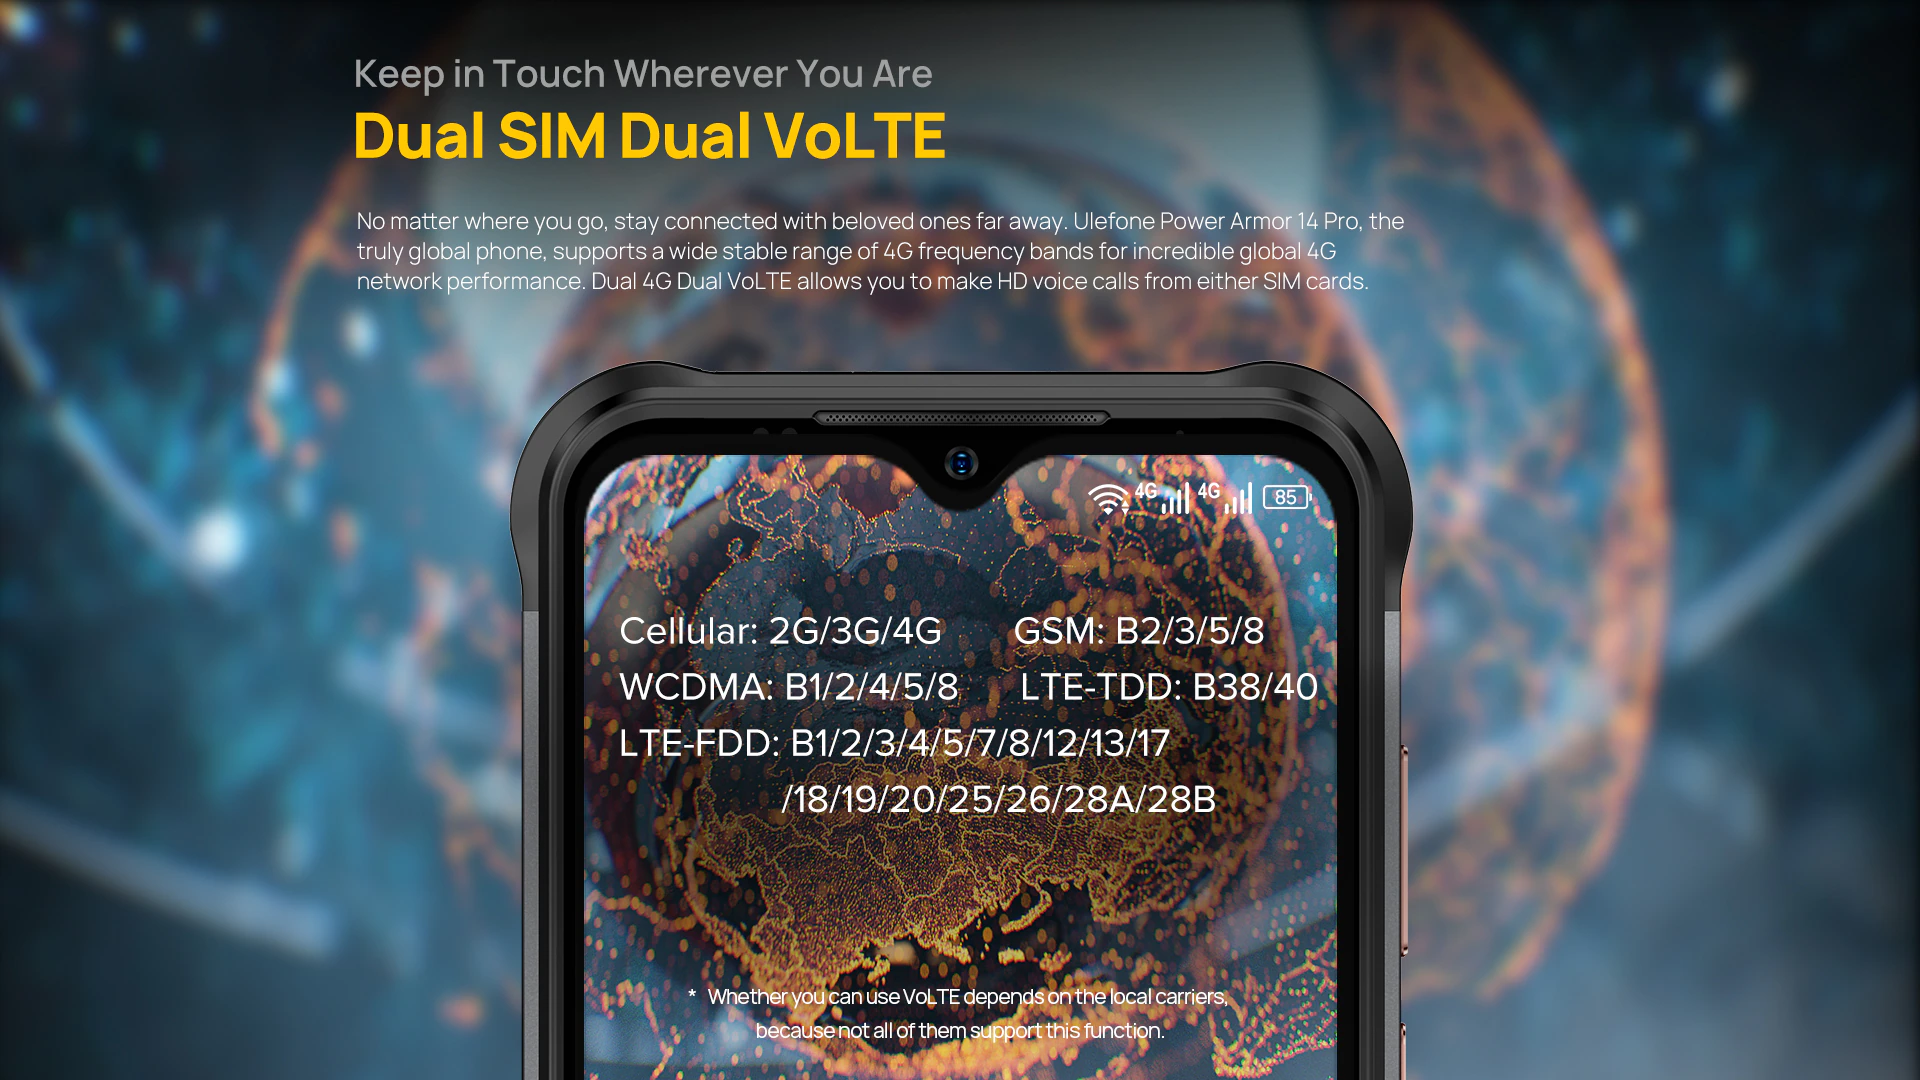 Keep in Touch Wherever You Are
Dual SIM Dual VoLTE
No matter where you go, stay connected with beloved ones far away. Ulefone Power Armor 14 Pro, the
truly global phone, supports a wide stable range of 4G frequency bands for incredible global 4G
network performance. Dual 4G Dual VoLTE allows you to make HD voice calls from either SIM cards.
4G 4G 85
Cellular: 2G/3G/4G GSM: B2/3/5/8
WCDMA: B1/2/4/5/8 LTE-TDD: B38/40
LTE-FDD: B1/2/3/4/5/7/8/12/13/17
/18/19/20/25/26/28A/28B
* Whether you can use VoLTE depends on the local carriers,
because not all of them support this function.